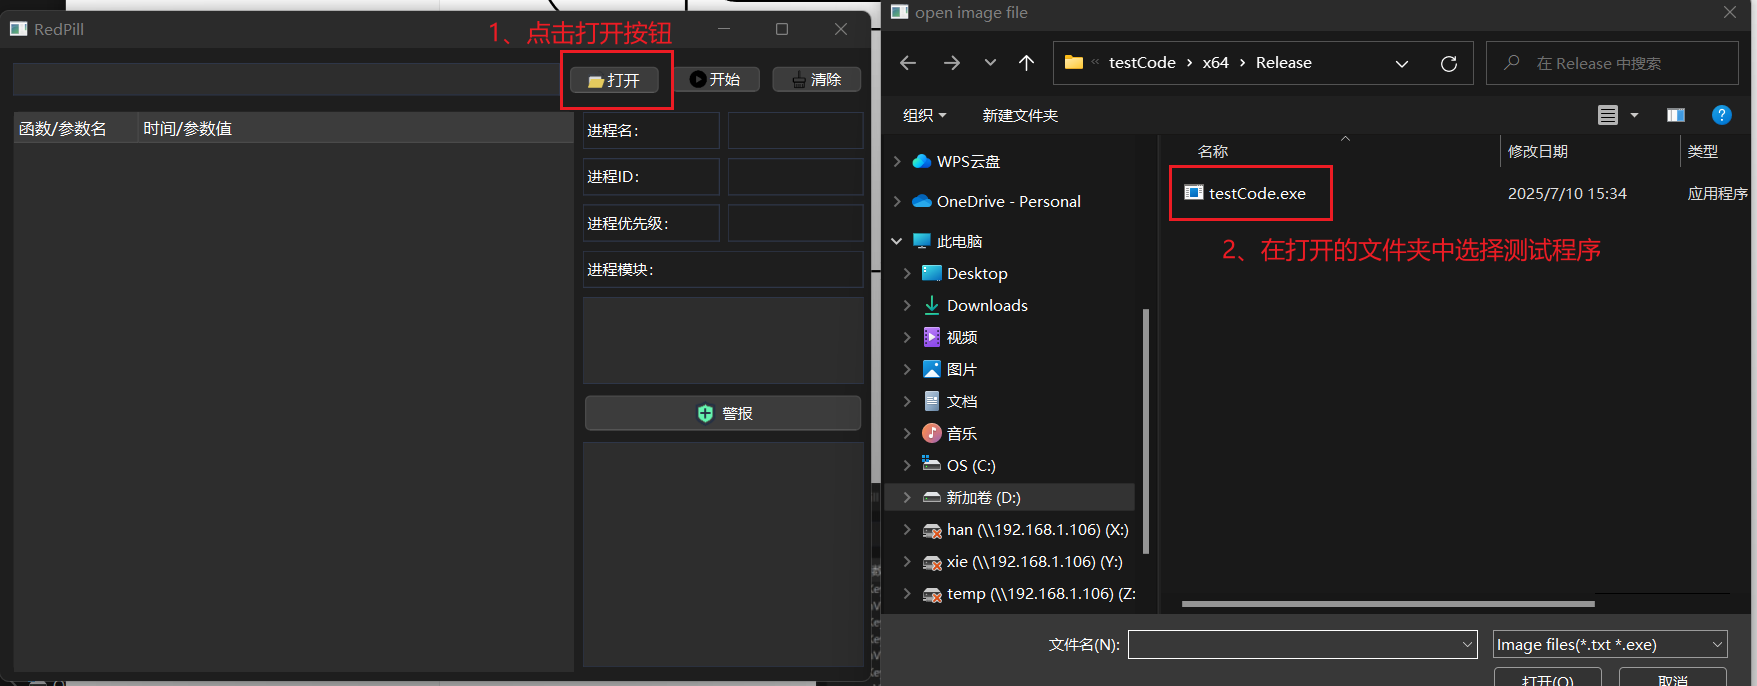 RedPill
1、点击打开按钮
打开
开始
清除
函数/参数名
时间/参数值
进程名：
进程ID：
进程优先级：
进程模块：
警报
open image file
testCode › x64 › Release
在 Release 中搜索
组织
新建文件夹
名称
修改日期
类型
WPS云盘
OneDrive - Personal
此电脑
Desktop
Downloads
视频
图片
文档
音乐
OS (C:)
新加卷 (D:)
han (\\192.168.1.106) (X:)
xie (\\192.168.1.106) (Y:)
temp (\\192.168.1.106) (Z:
testCode.exe
2025/7/10 15:34
应用程序
2、在打开的文件夹中选择测试程序
文件名(N):
Image files(*.txt *.exe)
打开(O)
取消